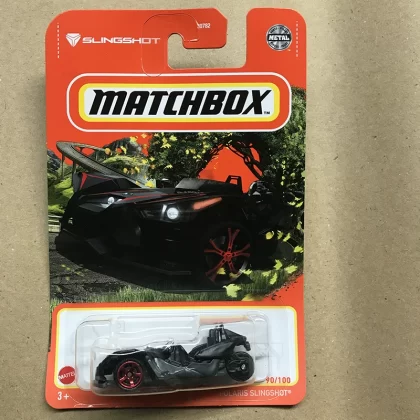 SLINGSHOT
METAL
MATCHBOX
MATTEL
3+
90/100
SLINGSHOT®